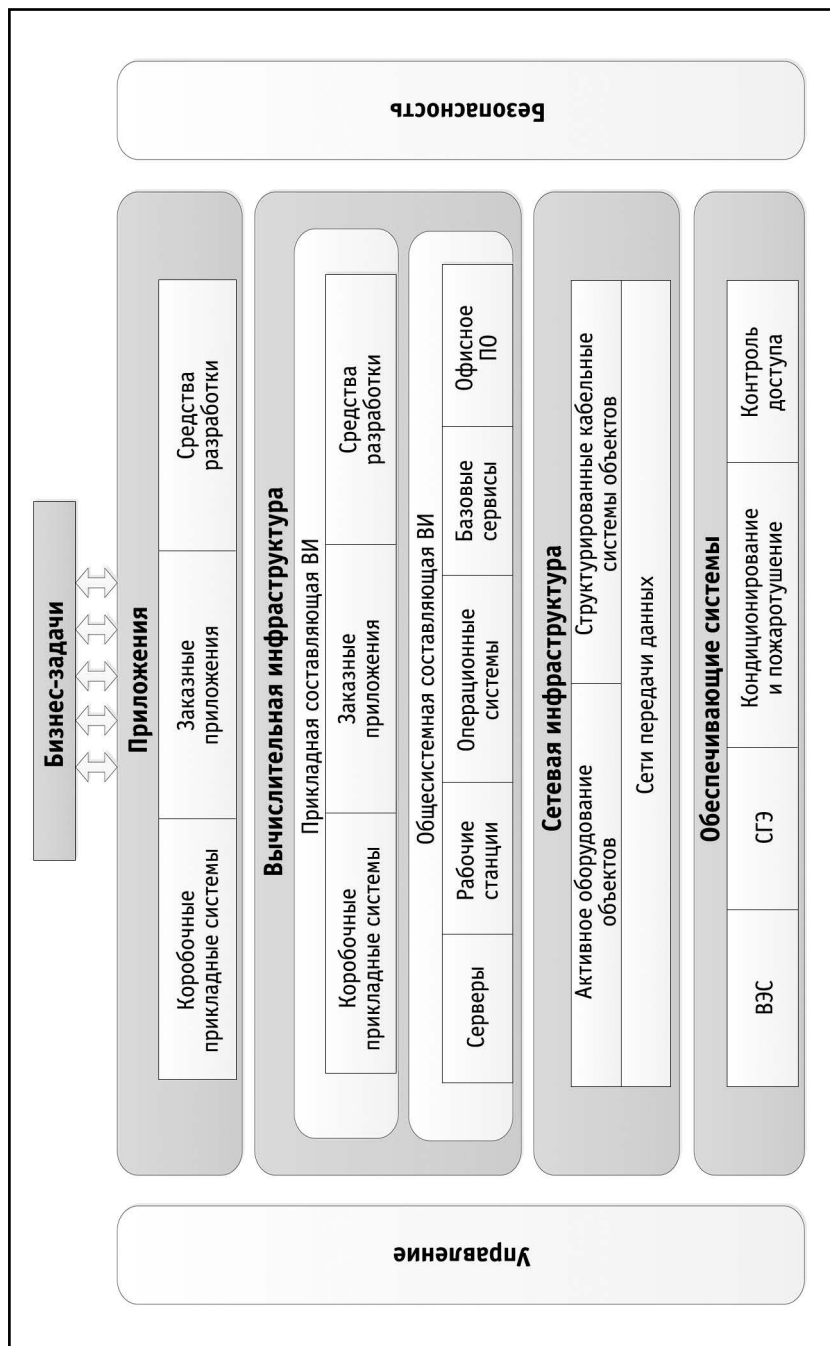 Бизнес-задачи
Приложения
Коробочные
прикладные системы
Заказные
приложения
Средства
разработки
Вычислительная инфраструктура
Прикладная составляющая ВИ
Коробочные
прикладные системы
Заказные
приложения
Средства
разработки
Общесистемная составляющая ВИ
Серверы
Рабочие
станции
Операционные
системы
Базовые
сервисы
Офисное
ПО
Сетевая инфраструктура
Активное оборудование
объектов
Структурированные кабельные
системы объектов
Сети передачи данных
Обеспечивающие системы
ВЭС
СГЭ
Кондиционирование
и пожаротушение
Контроль
доступа
Управление
Безопасность